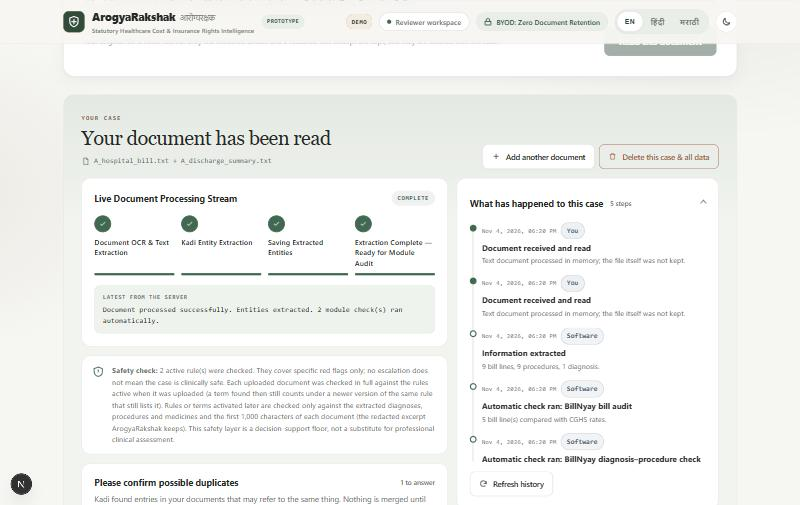 ArogyaRakshak आरोग्यरक्षक
PROTOTYPE
Statutory Healthcare Cost & Insurance Rights Intelligence
DEMO
Reviewer workspace
BYOD: Zero Document Retention
EN
हिंदी
मराठी
YOUR CASE
Your document has been read
A_hospital_bill.txt + A_discharge_summary.txt
+ Add another document
Delete this case & all data
Live Document Processing Stream
COMPLETE
Document OCR & Text
Extraction
Kadi Entity Extraction
Saving Extracted
Entities
Extraction Complete —
Ready for Module
Audit
LATEST FROM THE SERVER
Document processed successfully. Entities extracted. 2 module check(s) ran
automatically.
Safety check: 2 active rule(s) were checked. They cover specific red flags only; no escalation does
not mean the case is clinically safe. Each uploaded document was checked in full against the rules
active when it was uploaded (a term found then still counts under a newer version of the same rule
that still lists it). Rules or terms activated later are checked only against the extracted diagnoses,
procedures and medicines and the first 1,000 characters of each document (the redacted excerpt
ArogyaRakshak keeps). This safety layer is a decision-support floor, not a substitute for professional
clinical assessment.
Please confirm possible duplicates
1 to answer
Kadi found entries in your documents that may refer to the same thing. Nothing is merged until
What has happened to this case 5 steps
Nov 4, 2026, 06:20 PM You
Document received and read
Text document processed in memory; the file itself was not kept.
Nov 4, 2026, 06:20 PM You
Document received and read
Text document processed in memory; the file itself was not kept.
Nov 4, 2026, 06:20 PM Software
Information extracted
9 bill lines, 9 procedures, 1 diagnosis.
Nov 4, 2026, 06:20 PM Software
Automatic check ran: BillNyay bill audit
5 bill line(s) compared with CGHS rates.
Nov 4, 2026, 06:20 PM Software
Automatic check ran: BillNyay diagnosis–procedure check
Refresh history
N